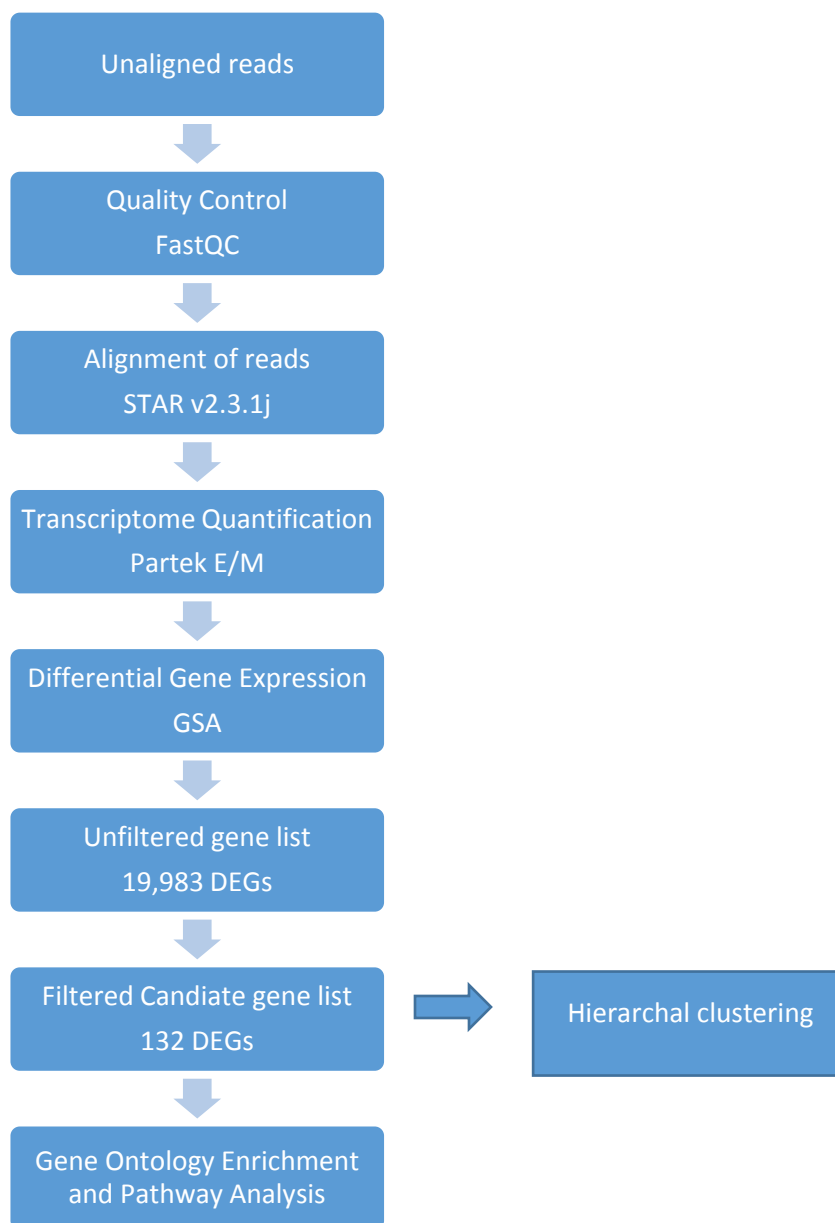 Unaligned reads
Quality Control
FastQC
Alignment of reads
STAR v2.3.1j
Transcriptome Quantification
Partek E/M
Differential Gene Expression
GSA
Unfiltered gene list
19,983 DEGs
Filtered Candiate gene list
132 DEGs
Hierarchal clustering
Gene Ontology Enrichment
and Pathway Analysis